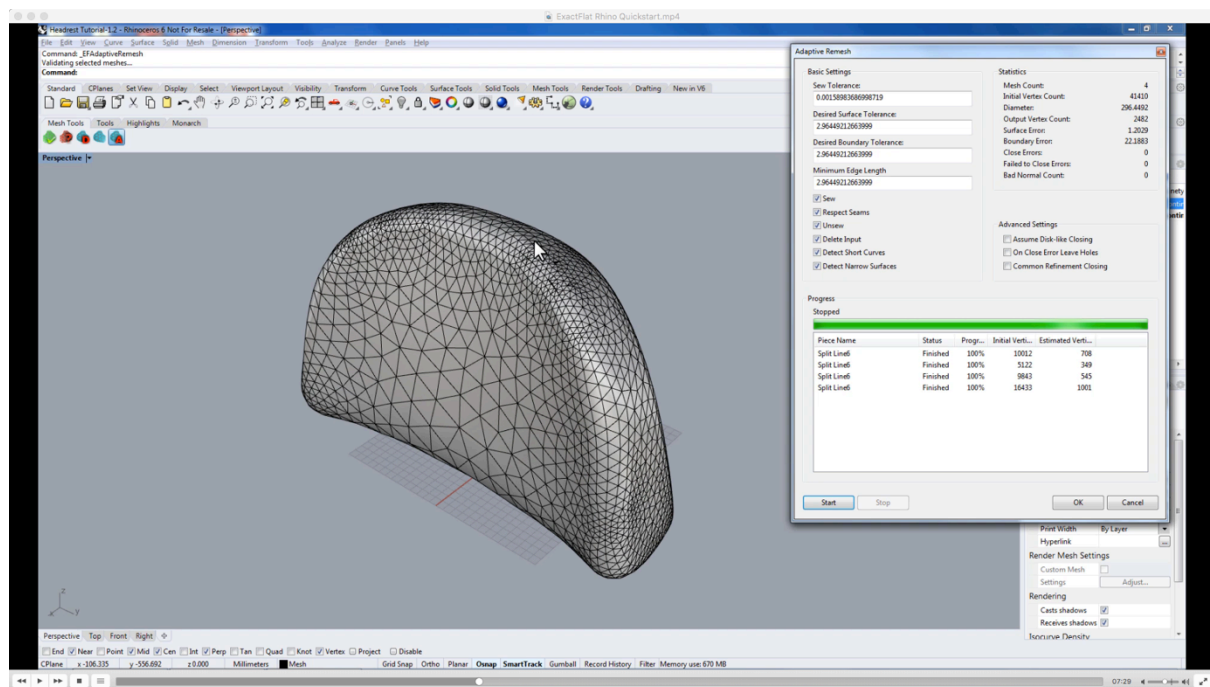 ExactFlat Rhino Quickstart.mp4
Headrest Tutorial-1.2 - Rhinoceros 6 Not For Resale - [Perspective]
File Edit View Curve Surface Solid Mesh Dimension Transform Tools Analyze Render Panels Help
Command: _EFAdaptiveRemesh
Validating selected meshes...
Command:
Standard CPlanes Set View Display Select Viewport Layout Visibility Transform Curve Tools Surface Tools Solid Tools Mesh Tools Render Tools Drafting New in V6
Mesh Tools Tools Highlights Monarch
Perspective
Adaptive Remesh
Basic Settings
Sew Tolerance:
0.00158983686998719
Desired Surface Tolerance:
2.96449212663999
Desired Boundary Tolerance:
2.96449212663999
Minimum Edge Length
2.96449212663999
Sew
Respect Seams
Unsew
Delete Input
Detect Short Curves
Detect Narrow Surfaces
Statistics
Mesh Count: 4
Initial Vertex Count: 41410
Diameter: 296.4492
Output Vertex Count: 2482
Surface Error: 1.2029
Boundary Error: 22.1883
Close Errors: 0
Failed to Close Errors: 0
Bad Normal Count: 0
Advanced Settings
Assume Disk-like Closing
On Close Error Leave Holes
Common Refinement Closing
Progress
Stopped
Piece Name Status Progr... Initial Verti... Estimated Verti...
Split Line6 Finished 100% 10012 708
Split Line6 Finished 100% 5122 349
Split Line6 Finished 100% 9843 545
Split Line6 Finished 100% 16433 1001
Start Stop OK Cancel
Print Width By Layer
Hyperlink ...
Render Mesh Settings
Custom Mesh
Settings Adjust...
Rendering
Casts shadows
Receives shadows
Isocurve Density
z
x y
Perspective Top Front Right
End Near Point Mid Cen Int Perp Tan Quad Knot Vertex Project Disable
CPlane x -106.335 y -556.692 z 0.000 Millimeters Mesh Grid Snap Ortho Planar Osnap SmartTrack Gumball Record History Filter Memory use: 670 MB
07:29